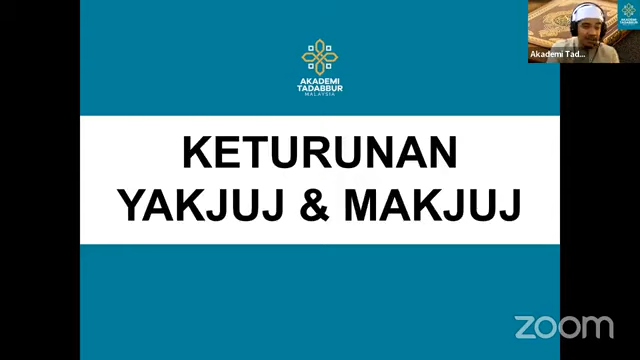 AKADEMI
TADABBUR
MALAYSIA
KETURUNAN
YAKJUJ & MAKJUJ
Akademi Tad...
zoom